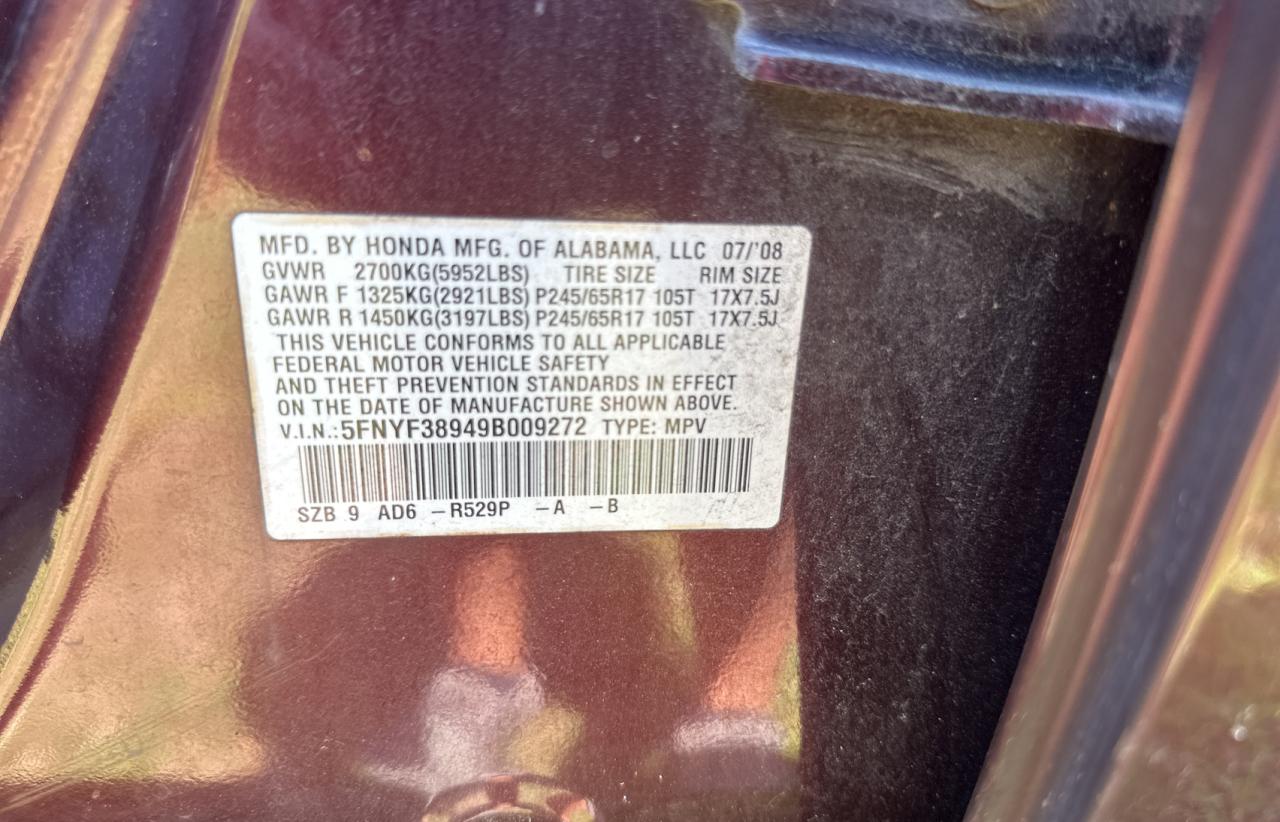 MFD. BY HONDA MFG. OF ALABAMA, LLC 07/'08
GVWR 2700KG(5952LBS) TIRE SIZE RIM SIZE
GAWR F 1325KG(2921LBS) P245/65R17 105T 17X7.5J
GAWR R 1450KG(3197LBS) P245/65R17 105T 17X7.5J
THIS VEHICLE CONFORMS TO ALL APPLICABLE
FEDERAL MOTOR VEHICLE SAFETY
AND THEFT PREVENTION STANDARDS IN EFFECT
ON THE DATE OF MANUFACTURE SHOWN ABOVE.
V.I.N.:5FNYF38949B009272 TYPE: MPV
SZB 9 AD6 –R529P –A –B